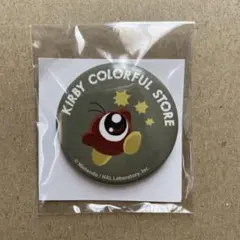 KIRBY COLORFUL STORE
© Nintendo / HAL Laboratory, Inc.